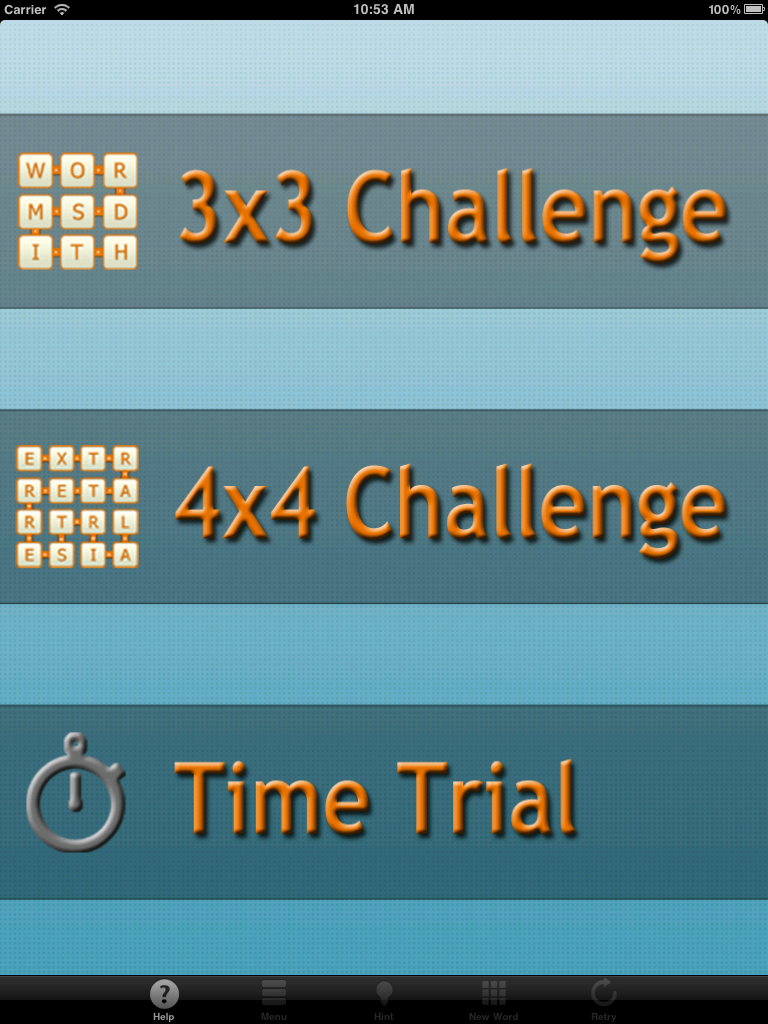 Carrier 10:53 AM 100%
W O R
M S D
I T H
3x3 Challenge
E X T R
R E T A
R T R L
E S I A
4x4 Challenge
Time Trial
? 
Help Menu Hint New Word Retry